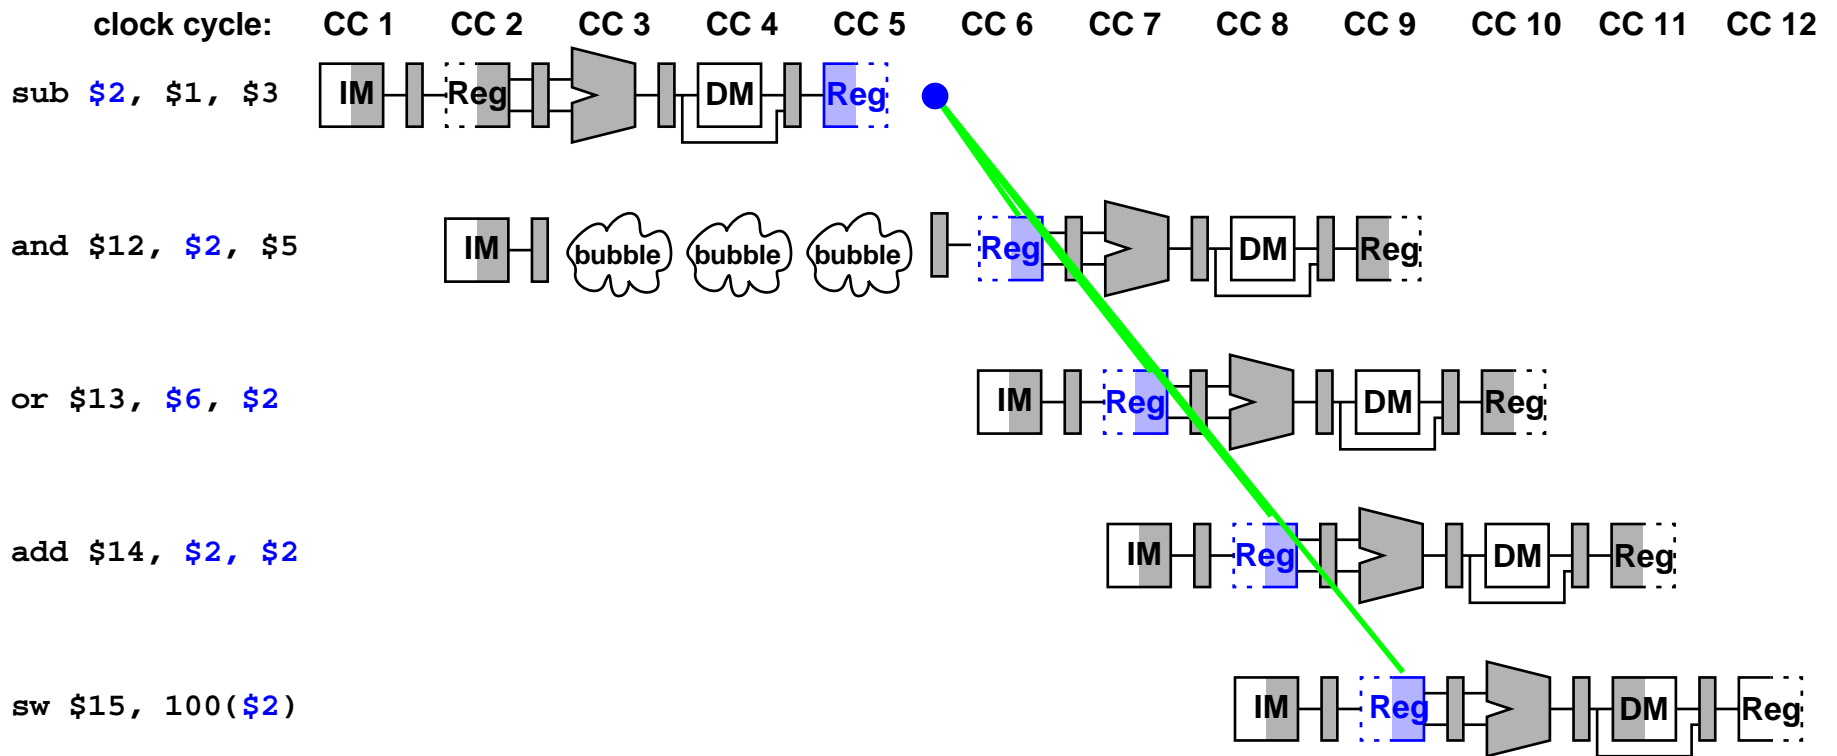 clock cycle: CC 1 CC 2 CC 3 CC 4 CC 5 CC 6 CC 7 CC 8 CC 9 CC 10 CC 11 CC 12
sub $2, $1, $3 IM Reg DM Reg
and $12, $2, $5 IM bubble bubble bubble Reg DM Reg
or $13, $6, $2 IM Reg DM Reg
add $14, $2, $2 IM Reg DM Reg
sw $15, 100($2) IM Reg DM Reg